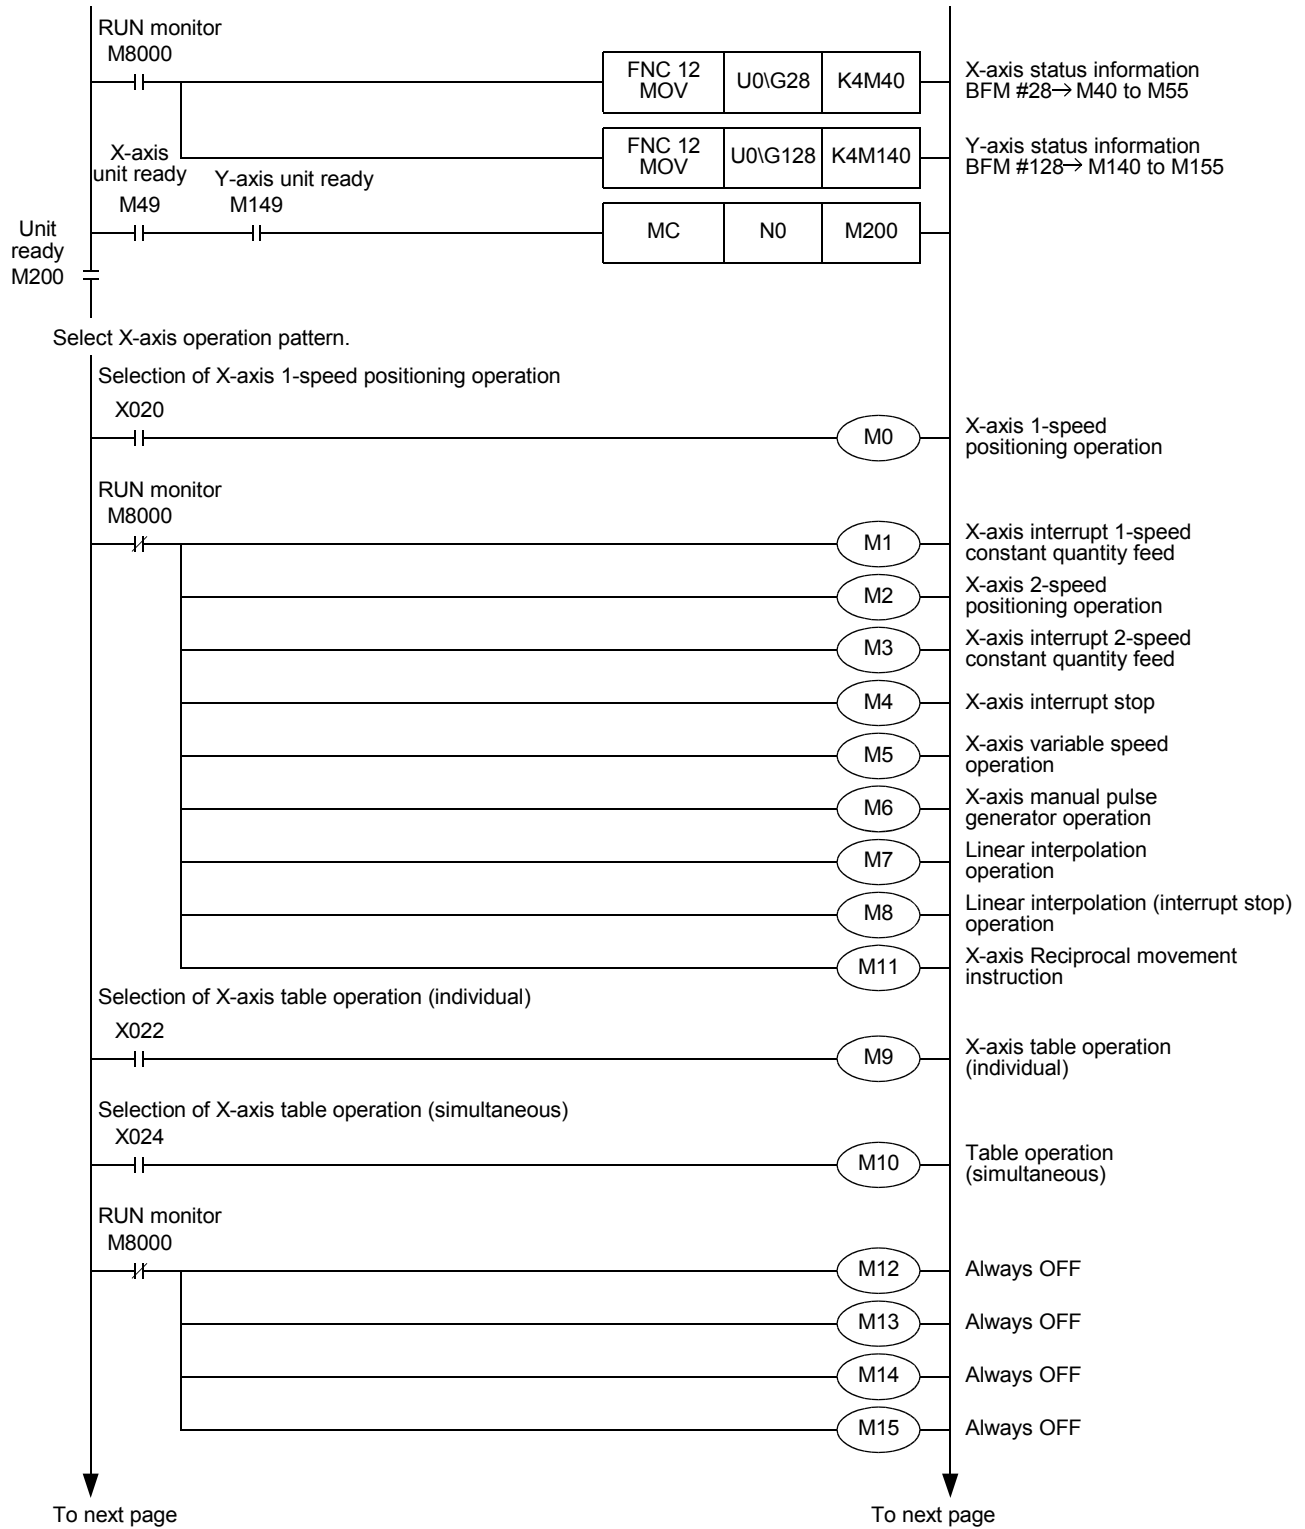 RUN monitor
M8000
FNC 12
MOV
U0\G28
K4M40
X-axis status information
BFM #28→ M40 to M55
FNC 12
MOV
U0\G128
K4M140
Y-axis status information
BFM #128→ M140 to M155
X-axis
unit ready
M49
Y-axis unit ready
M149
MC
N0
M200
Unit
ready
M200
Select X-axis operation pattern.
Selection of X-axis 1-speed positioning operation
X020
M0
X-axis 1-speed
positioning operation
RUN monitor
M8000
M1
X-axis interrupt 1-speed
constant quantity feed
M2
X-axis 2-speed
positioning operation
M3
X-axis interrupt 2-speed
constant quantity feed
M4
X-axis interrupt stop
M5
X-axis variable speed
operation
M6
X-axis manual pulse
generator operation
M7
Linear interpolation
operation
M8
Linear interpolation (interrupt stop)
operation
M11
X-axis Reciprocal movement
instruction
Selection of X-axis table operation (individual)
X022
M9
X-axis table operation
(individual)
Selection of X-axis table operation (simultaneous)
X024
M10
Table operation
(simultaneous)
RUN monitor
M8000
M12
Always OFF
M13
Always OFF
M14
Always OFF
M15
Always OFF
To next page
To next page